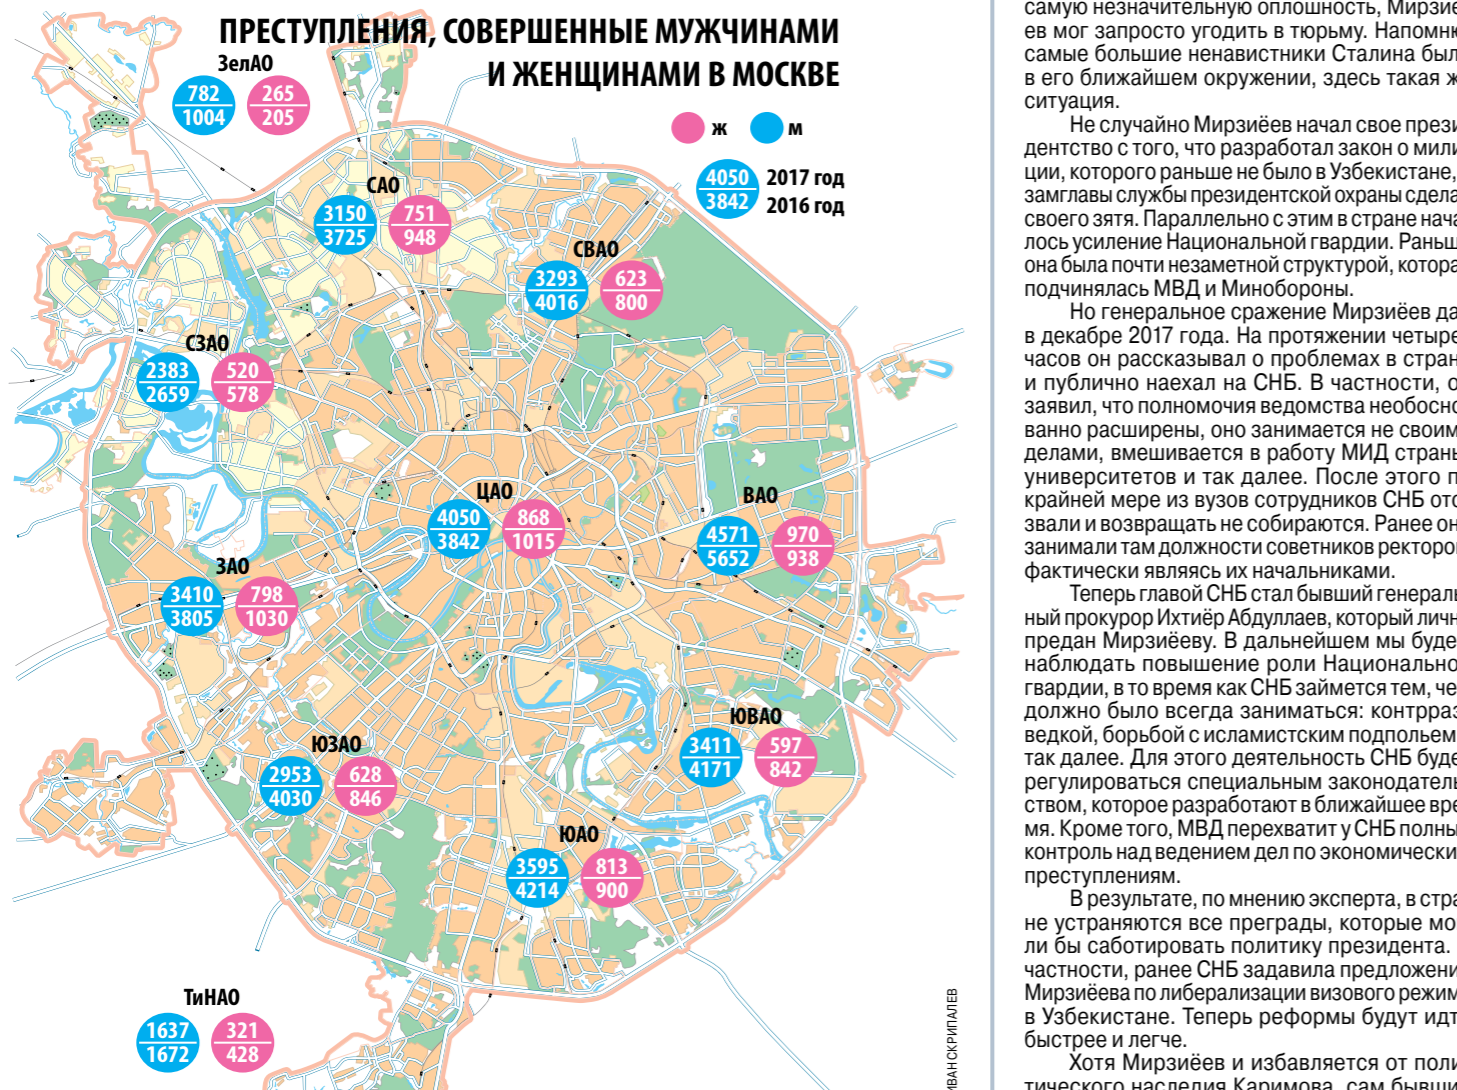 ПРЕСТУПЛЕНИЯ, СОВЕРШЕННЫЕ МУЖЧИНАМИ
И ЖЕНЩИНАМИ В МОСКВЕ
ж м
4050 2017 год
3842 2016 год
ЗелАО
782 265
1004 205
САО
3150 751
3725 948
СВАО
3293 623
4016 800
СЗАО
2383 520
2659 578
ЦАО
4050 868
3842 1015
ВАО
4571 970
5652 938
ЗАО
3410 798
3805 1030
ЮВАО
3411 597
4171 842
ЮЗАО
2953 628
4030 846
ЮАО
3595 813
4214 900
ТиНАО
1637 321
1672 428
ИВАН СКРИПАЛЕВ
самую незначительную оплошность, Мирзиё
ев мог запросто угодить в тюрьму. Напомню
самые большие ненавистники Сталина был
в его ближайшем окружении, здесь такая ж
ситуация.
Не случайно Мирзиёев начал свое прези
дентство с того, что разработал закон о мили
ции, которого раньше не было в Узбекистане,
замглавы службы президентской охраны сдела
своего зятя. Параллельно с этим в стране нача
лось усиление Национальной гвардии. Раньш
она была почти незаметной структурой, котора
подчинялась МВД и Минобороны.
Но генеральное сражение Мирзиёев да
в декабре 2017 года. На протяжении четыре
часов он рассказывал о проблемах в стран
и публично наехал на СНБ. В частности, о
заявил, что полномочия ведомства необосно
ванно расширены, оно занимается не своим
делами, вмешивается в работу МИД страны
университетов и так далее. После этого п
крайней мере из вузов сотрудников СНБ ото
звали и возвращать не собираются. Ранее он
занимали там должности советников ректоров
фактически являясь их начальниками.
Теперь главой СНБ стал бывший генераль
ный прокурор Ихтиёр Абдуллаев, который личн
предан Мирзиёеву. В дальнейшем мы буде
наблюдать повышение роли Национально
гвардии, в то время как СНБ займется тем, че
должно было всегда заниматься: контрраз
ведкой, борьбой с исламистским подпольем
так далее. Для этого деятельность СНБ буде
регулироваться специальным законодатель
ством, которое разработают в ближайшее вре
мя. Кроме того, МВД перехватит у СНБ полны
контроль над ведением дел по экономически
преступлениям.
В результате, по мнению эксперта, в стра
не устраняются все преграды, которые мог
ли бы саботировать политику президента.
частности, ранее СНБ задавила предложени
Мирзиёева по либерализации визового режим
в Узбекистане. Теперь реформы будут идт
быстрее и легче.
Хотя Мирзиёев и избавляется от поли
тического наследия Каримова, сам бывши